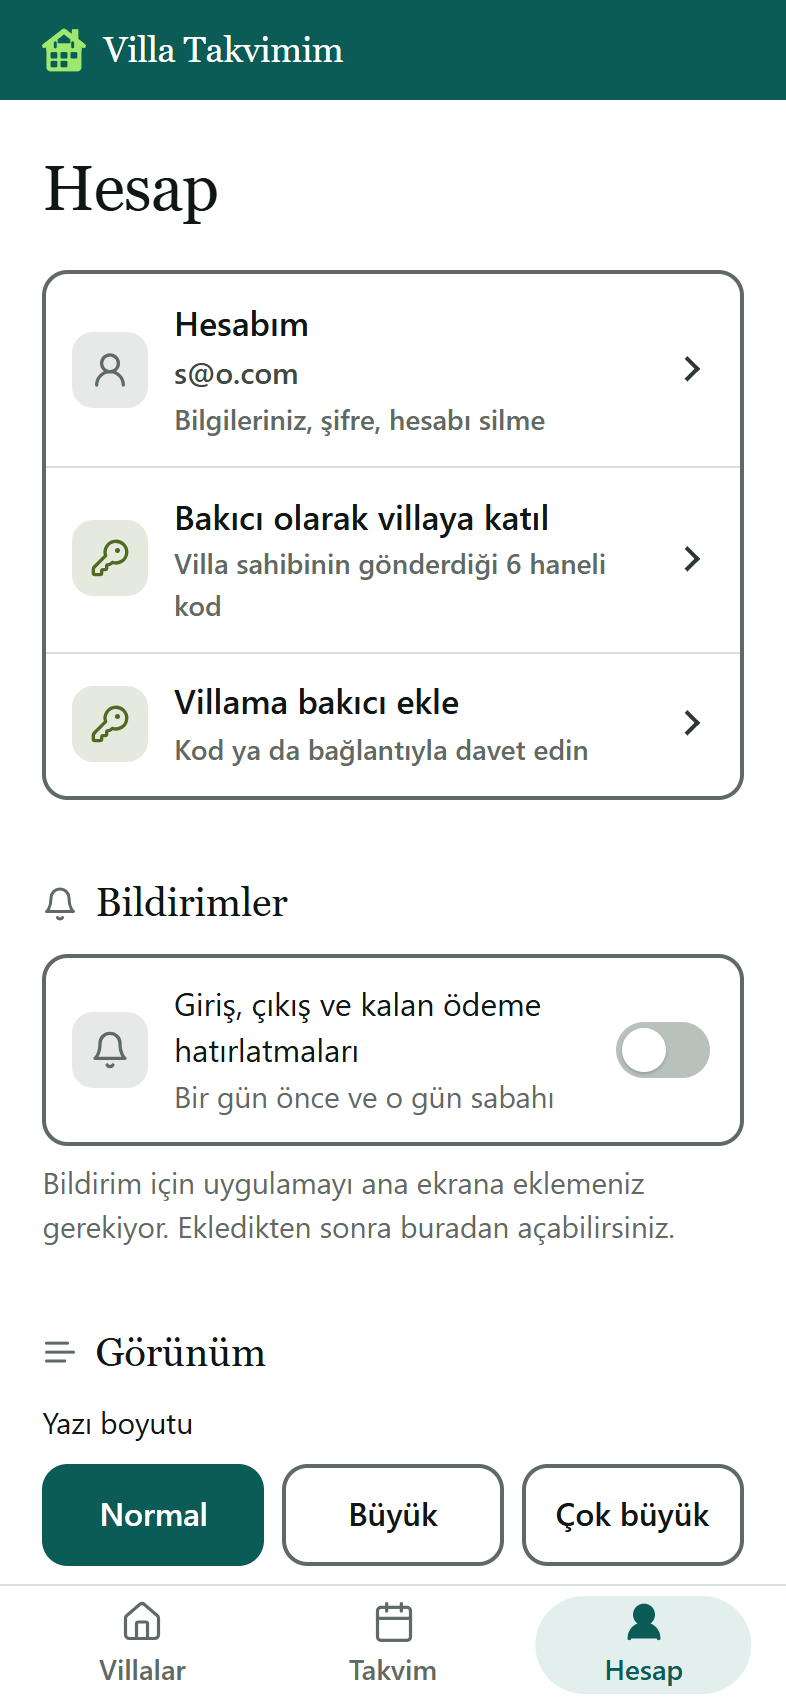 Villa Takvimim
Hesap
Hesabım
s@o.com
Bilgileriniz, şifre, hesabı silme
Bakıcı olarak villaya katıl
Villa sahibinin gönderdiği 6 haneli
kod
Villama bakıcı ekle
Kod ya da bağlantıyla davet edin
Bildirimler
Giriş, çıkış ve kalan ödeme
hatırlatmaları
Bir gün önce ve o gün sabahı
Bildirim için uygulamayı ana ekrana eklemeniz
gerekiyor. Ekledikten sonra buradan açabilirsiniz.
Görünüm
Yazı boyutu
Normal
Büyük
Çok büyük
Villalar
Takvim
Hesap